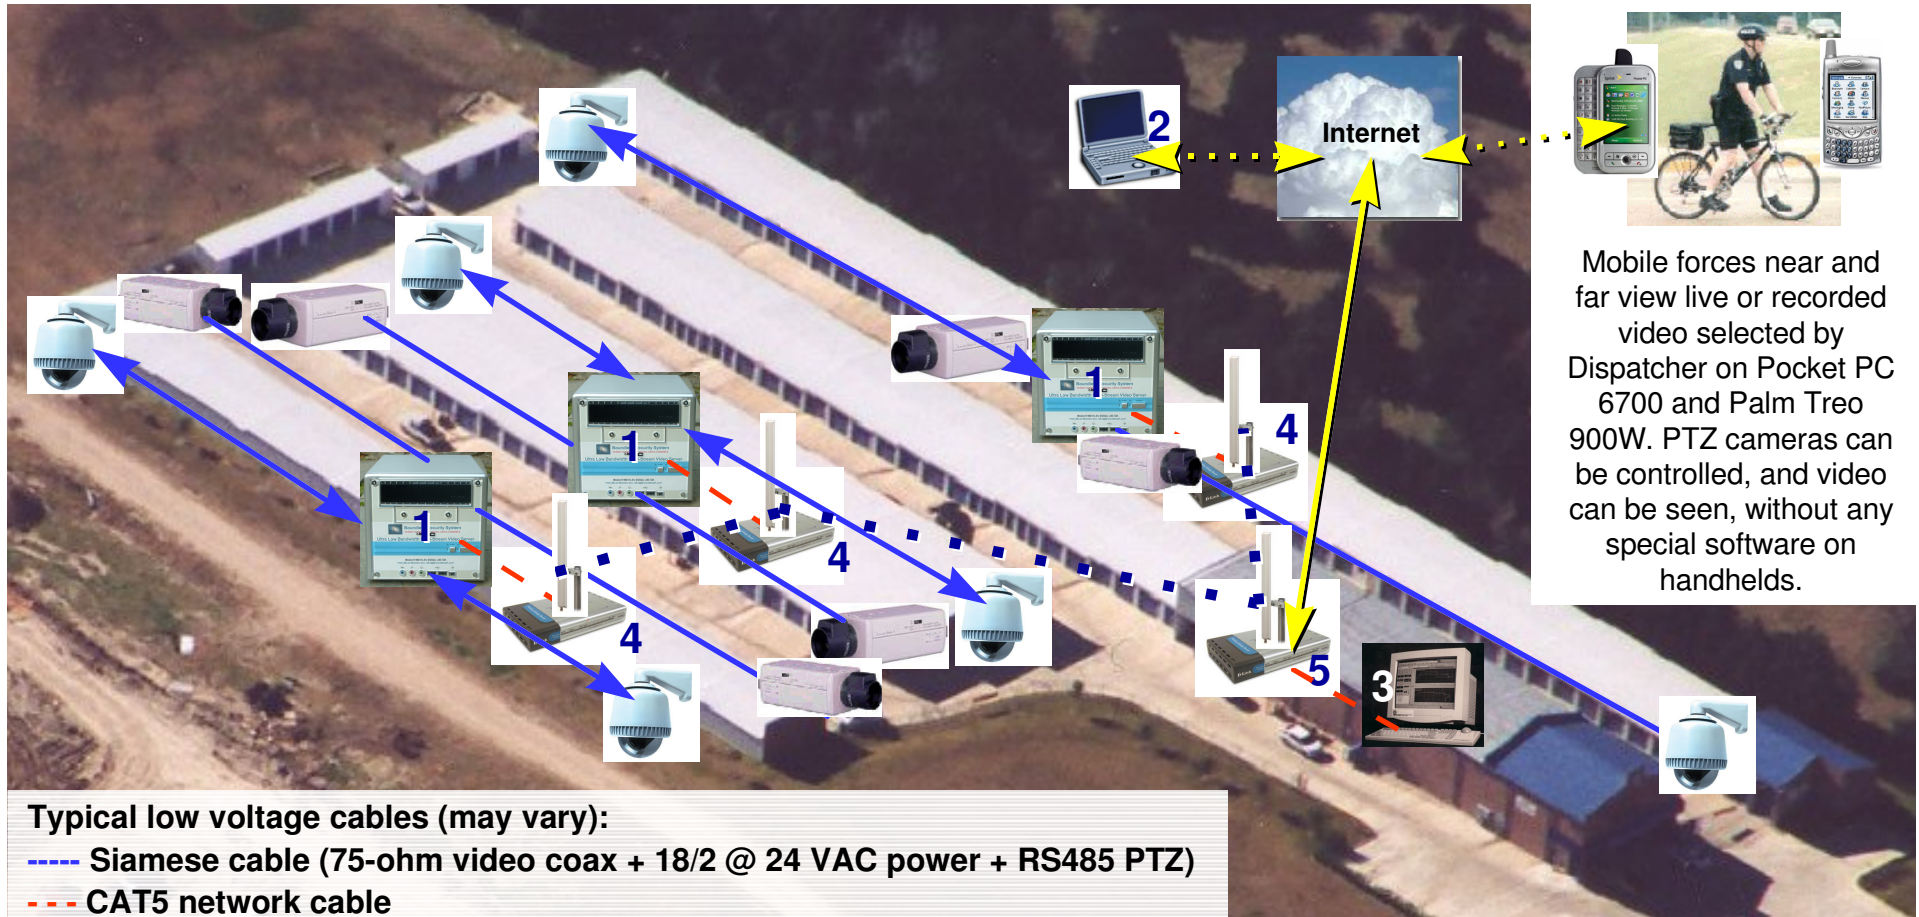 2
Internet
Mobile forces near and
far view live or recorded
video selected by
Dispatcher on Pocket PC
6700 and Palm Treo
900W. PTZ cameras can
be controlled, and video
can be seen, without any
special software on
handhelds.
1
4
1
4
1
4
5
3
D-Link
D-Link
Typical low voltage cables (may vary):
----- Siamese cable (75-ohm video coax + 18/2 @ 24 VAC power + RS485 PTZ)
- - - CAT5 network cable